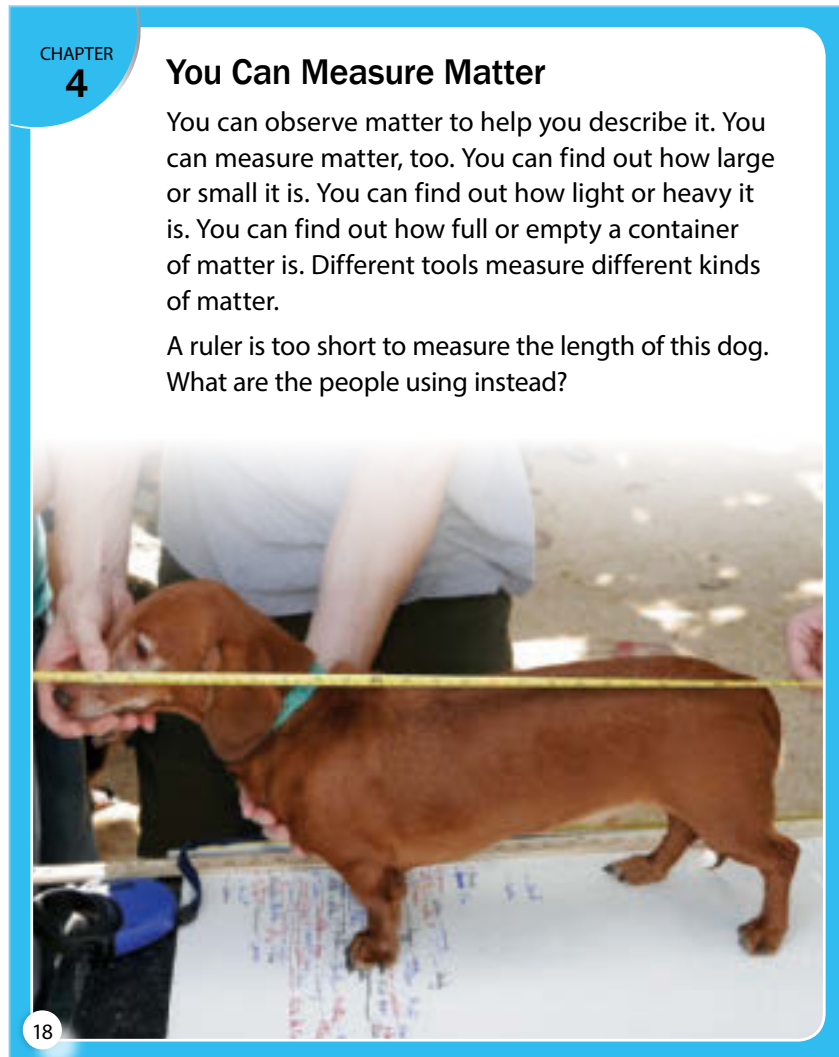 CHAPTER
4
You Can Measure Matter
You can observe matter to help you describe it. You
can measure matter, too. You can find out how large
or small it is. You can find out how light or heavy it
is. You can find out how full or empty a container
of matter is. Different tools measure different kinds
of matter.
A ruler is too short to measure the length of this dog.
What are the people using instead?
18